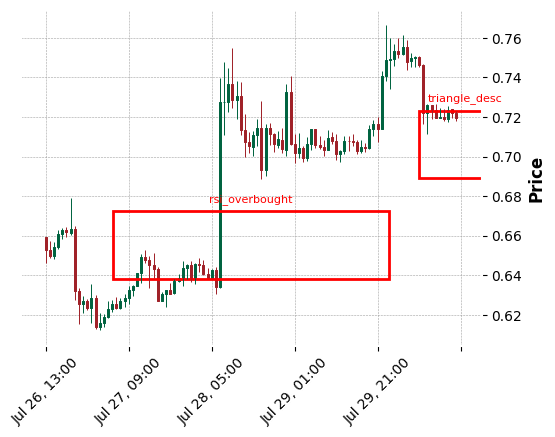 0.76
0.74
triangle_desc
0.72
0.70
rsi_overbought
0.68
0.66
0.64
0.62
Price
Jul 26, 13:00
Jul 27, 09:00
Jul 28, 05:00
Jul 29, 01:00
Jul 29, 21:00